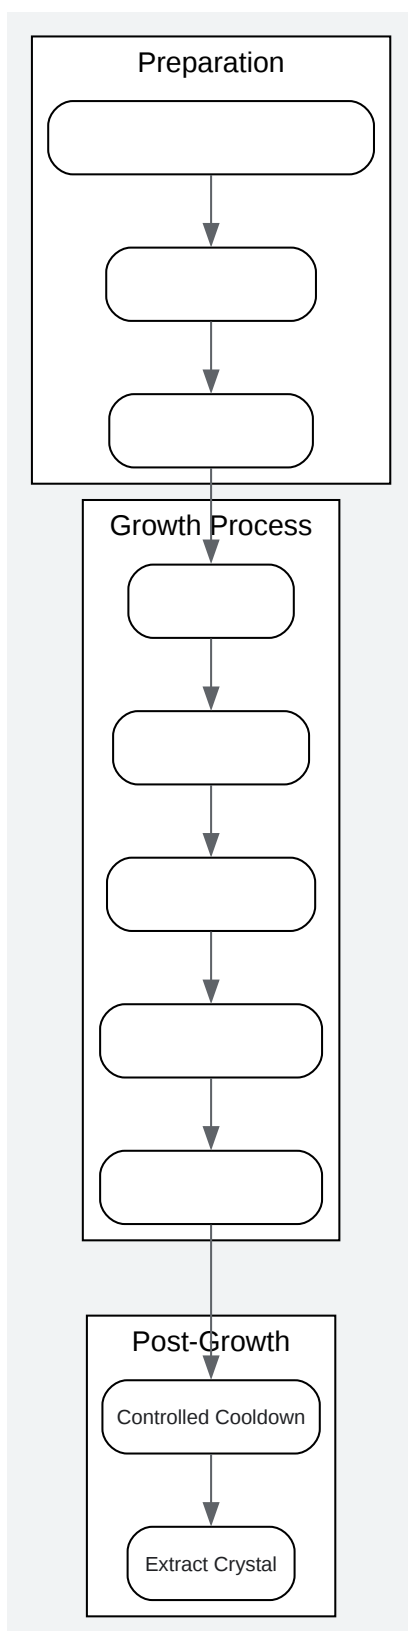 Preparation
Growth Process
Post-Growth
Controlled Cooldown
Extract Crystal